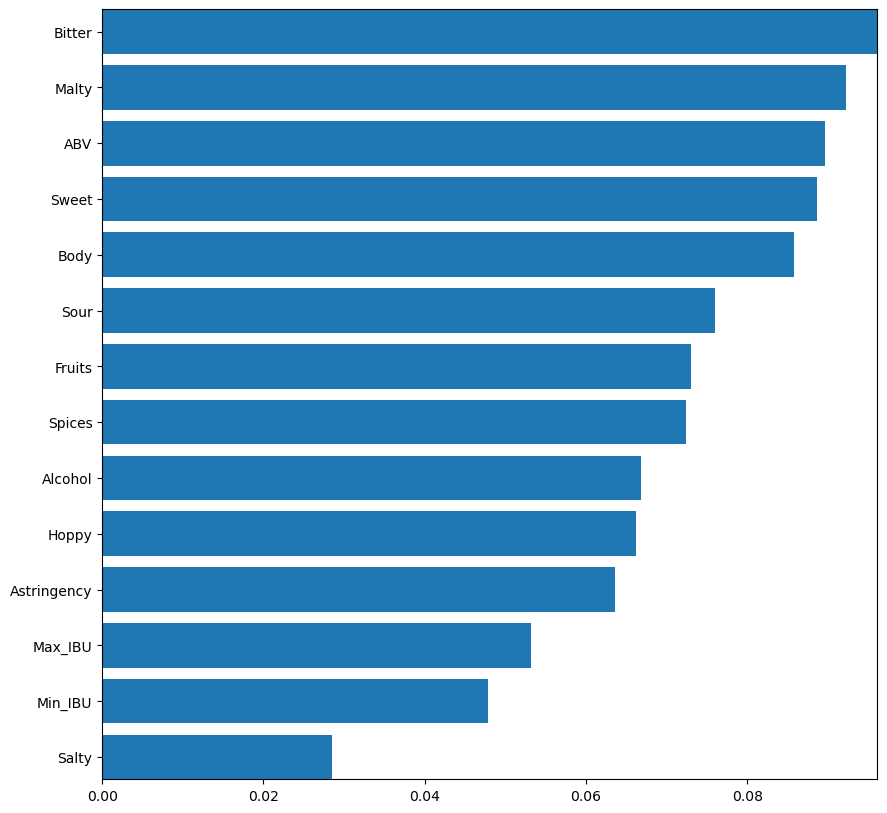 Bitter
Malty
ABV
Sweet
Body
Sour
Fruits
Spices
Alcohol
Hoppy
Astringency
Max_IBU
Min_IBU
Salty
0.00 0.02 0.04 0.06 0.08